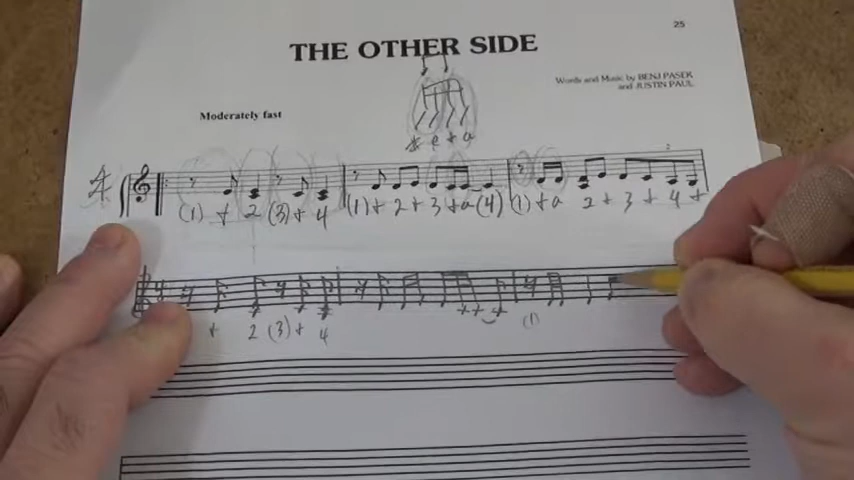 25
THE OTHER SIDE
Words and Music by BENJ PASEK
and JUSTIN PAUL
Moderately fast
e + a
4
(1) + 2 (3) + 4 (1) + 2 + 3 + a (4) (1) + a 2 + 3 + 4 +
+ 2 (3) + 4 (1)